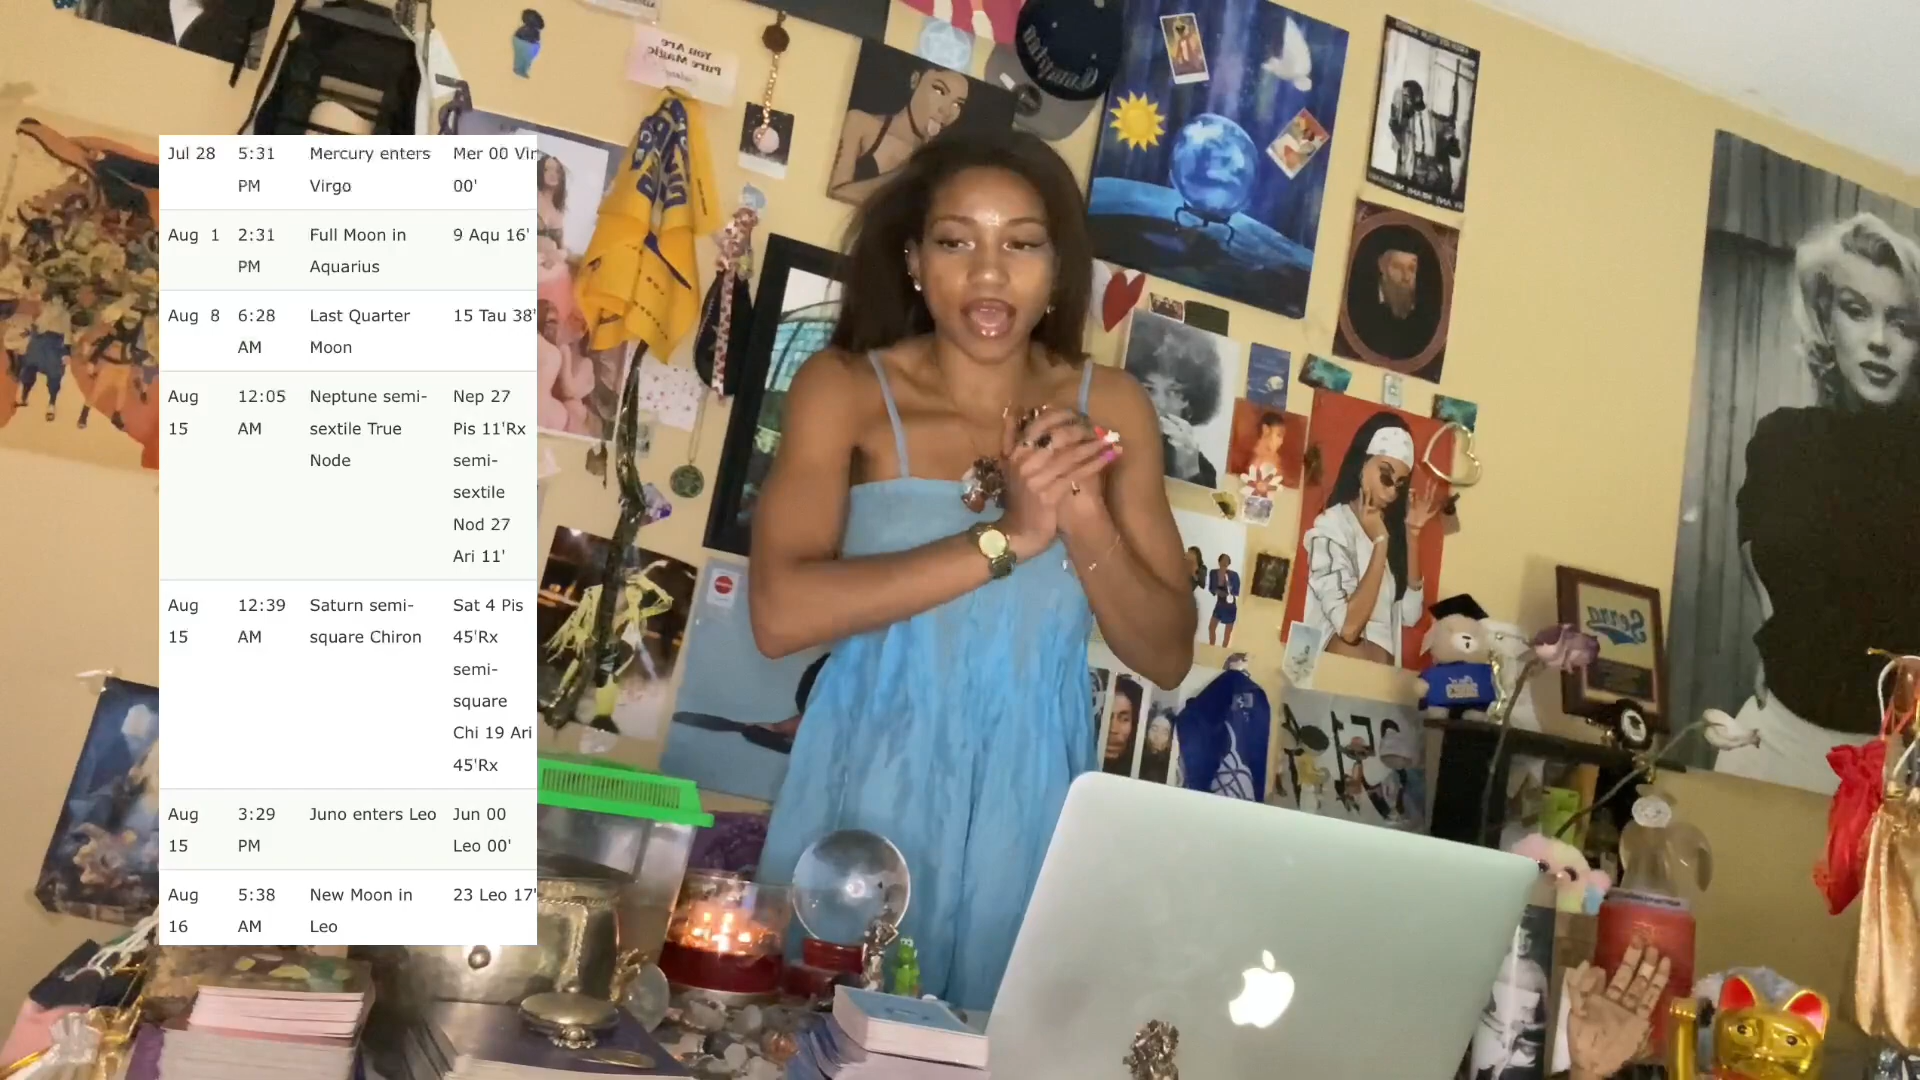 You Are
Pure Magic
Jul 28 5:31 Mercury enters Mer 00 Vir
PM Virgo 00'
Aug 1 2:31 Full Moon in 9 Aqu 16'
PM Aquarius
Aug 8 6:28 Last Quarter 15 Tau 38'
AM Moon
Aug 12:05 Neptune semi- Nep 27
15 AM sextile True Pis 11'Rx
Node semi-
sextile
Nod 27
Ari 11'
Aug 12:39 Saturn semi- Sat 4 Pis
15 AM square Chiron 45'Rx
semi-
square
Chi 19 Ari
45'Rx
Aug 3:29 Juno enters Leo Jun 00
15 PM Leo 00'
Aug 5:38 New Moon in 23 Leo 17'
16 AM Leo